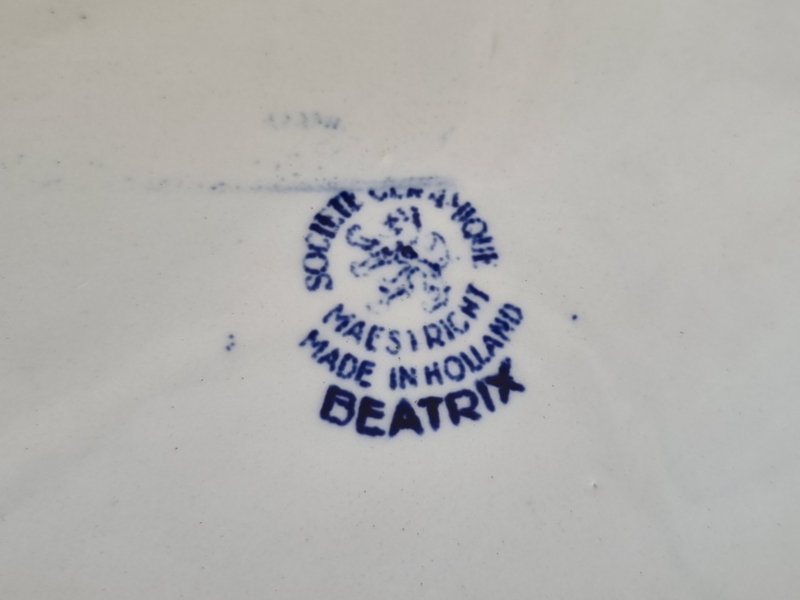 SOCIETE CERAMIQUE
MAESTRICHT
MADE IN HOLLAND
BEATRIX